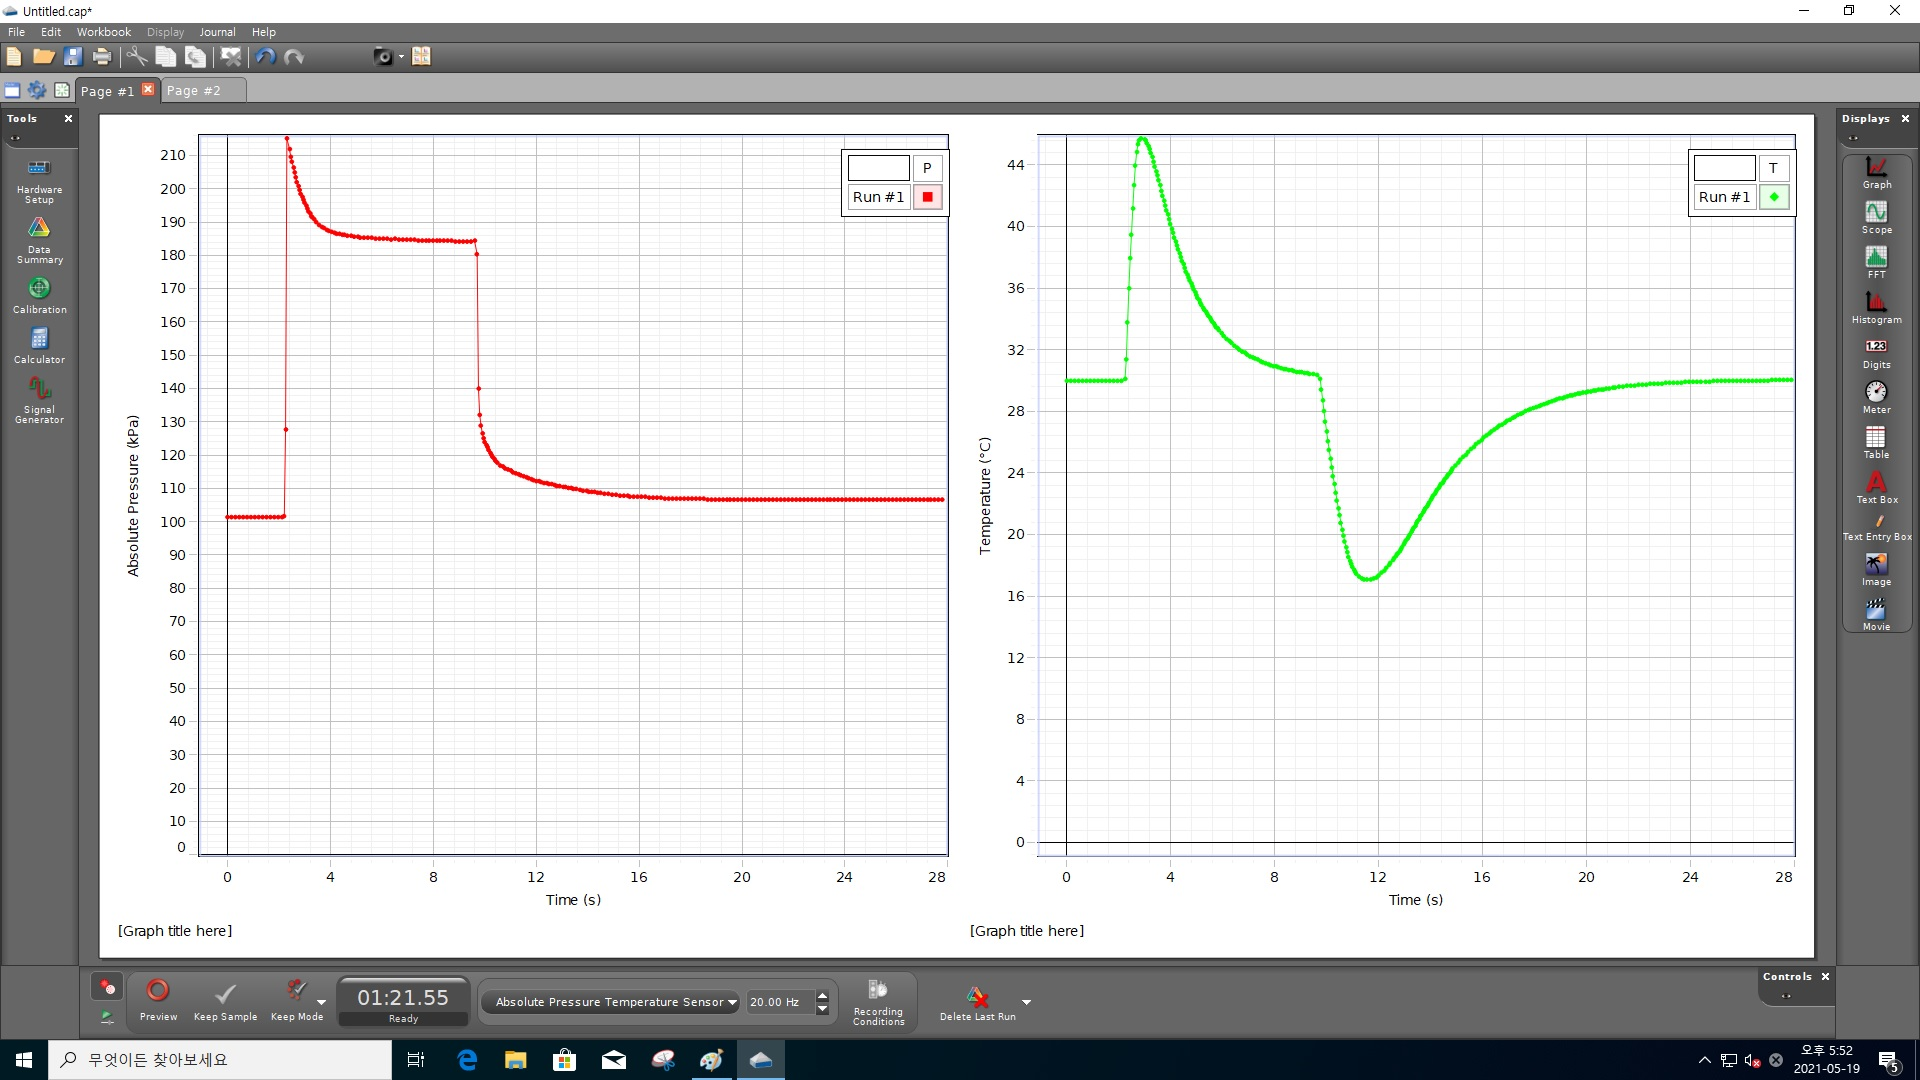 Untitled.cap*
File Edit Workbook Display Journal Help
Page #1 Page #2
Tools
Hardware
Setup
Data
Summary
Calibration
Calculator
Signal
Generator
210
200
190
180
170
160
150
140
130
120
110
100
90
80
70
60
50
40
30
20
10
0
Absolute Pressure (kPa)
P
Run #1
0 4 8 12 16 20 24 28
Time (s)
[Graph title here]
44
40
36
32
28
24
20
16
12
8
4
0
Temperature (°C)
T
Run #1
0 4 8 12 16 20 24 28
Time (s)
[Graph title here]
Displays
Graph
Scope
FFT
Histogram
1.23
Digits
Meter
Table
Text Box
Text Entry Box
Image
Movie
Preview
Keep Sample
Keep Mode
01:21.55
Ready
Absolute Pressure Temperature Sensor
20.00 Hz
Recording
Conditions
Delete Last Run
Controls
무엇이든 찾아보세요
오후 5:52
2021-05-19
5